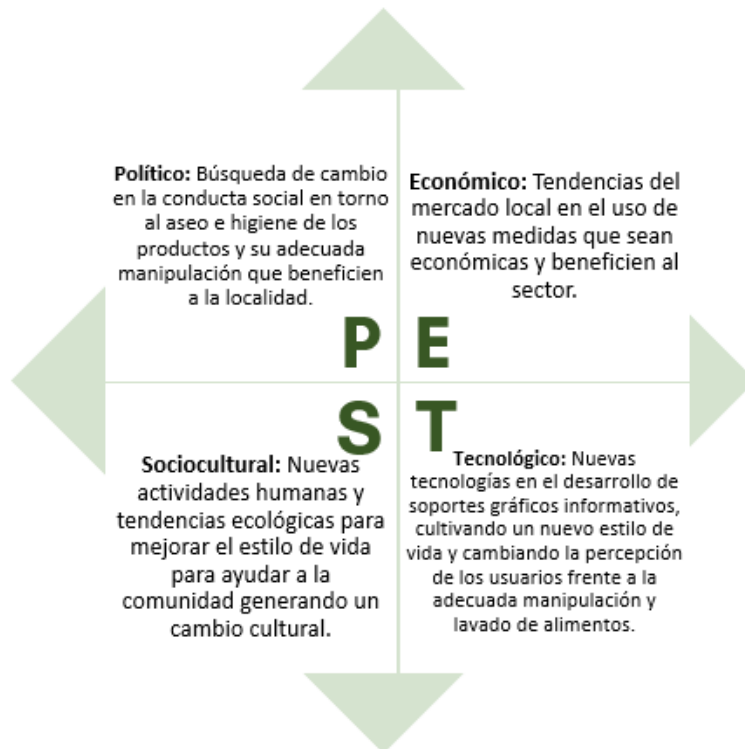 Político: Búsqueda de cambio
en la conducta social en torno
al aseo e higiene de los
productos y su adecuada
manipulación que beneficien
a la localidad.
Económico: Tendencias del
mercado local en el uso de
nuevas medidas que sean
económicas y beneficien al
sector.
P E
S T
Sociocultural: Nuevas
actividades humanas y
tendencias ecológicas para
mejorar el estilo de vida
para ayudar a la
comunidad generando un
cambio cultural.
Tecnológico: Nuevas
tecnologías en el desarrollo de
soportes gráficos informativos,
cultivando un nuevo estilo de
vida y cambiando la percepción
de los usuarios frente a la
adecuada manipulación y
lavado de alimentos.